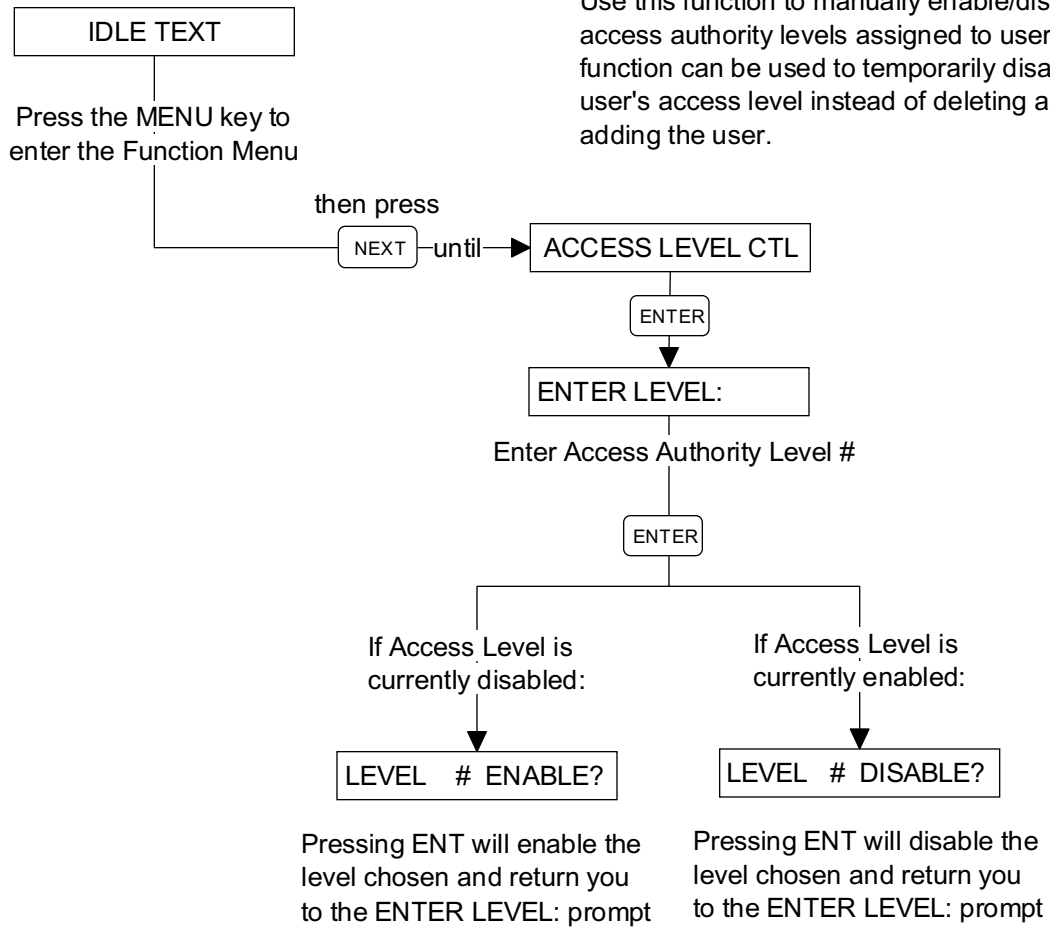 Use this function to manually enable/dis
IDLE TEXT
access authority levels assigned to user
function can be used to temporarily disa
user's access level instead of deleting a
adding the user.
Press the MENU key to
enter the Function Menu
then press
NEXT until ACCESS LEVEL CTL
ENTER
ENTER LEVEL:
Enter Access Authority Level #
ENTER
If Access Level is
currently disabled:
If Access Level is
currently enabled:
LEVEL # ENABLE?
LEVEL # DISABLE?
Pressing ENT will enable the
level chosen and return you
to the ENTER LEVEL: prompt
Pressing ENT will disable the
level chosen and return you
to the ENTER LEVEL: prompt